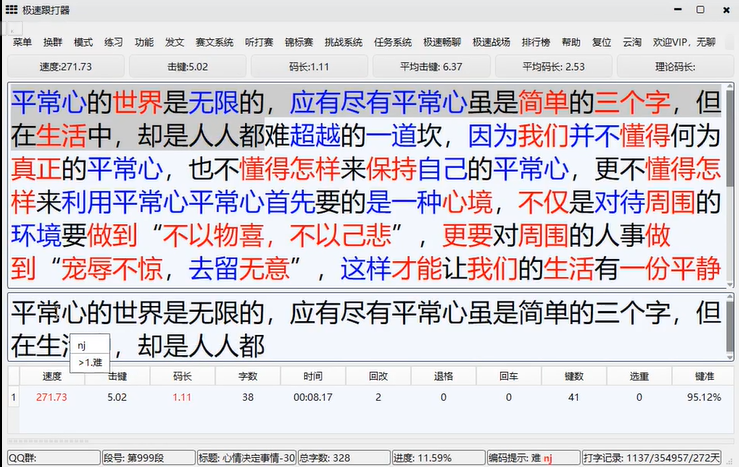 极速跟打器
菜单 换群 模式 练习 功能 发文 赛文系统 听打赛 锦标赛 挑战系统 任务系统 极速畅聊 极速战场 排行榜 帮助 复位 云淘 欢迎VIP，无聊
速度:271.73 击键:5.02 码长:1.11 平均击键: 6.37 平均码长: 2.53 理论码长:
平常心的世界是无限的，应有尽有平常心虽是简单的三个字，但
在生活中，却是人人都难超越的一道坎，因为我们并不懂得何为
真正的平常心，也不懂得怎样来保持自己的平常心，更不懂得怎
样来利用平常心平常心首先要的是一种心境，不仅是对待周围的
环境要做到“不以物喜，不以己悲”，更要对周围的人事做
到“宠辱不惊，去留无意”，这样才能让我们的生活有一份平静
平常心的世界是无限的，应有尽有平常心虽是简单的三个字，但
在生 ，却是人人都
nj
>1.难
速度 击键 码长 字数 时间 回改 退格 回车 键数 选重 键准
1 271.73 5.02 1.11 38 00:08.17 2 0 0 41 0 95.12%
QQ群: 段号: 第999段 标题: 心情决定事情-30 总字数: 328 进度: 11.59% 编码提示: 难 nj 打字记录: 1137/354957/272天